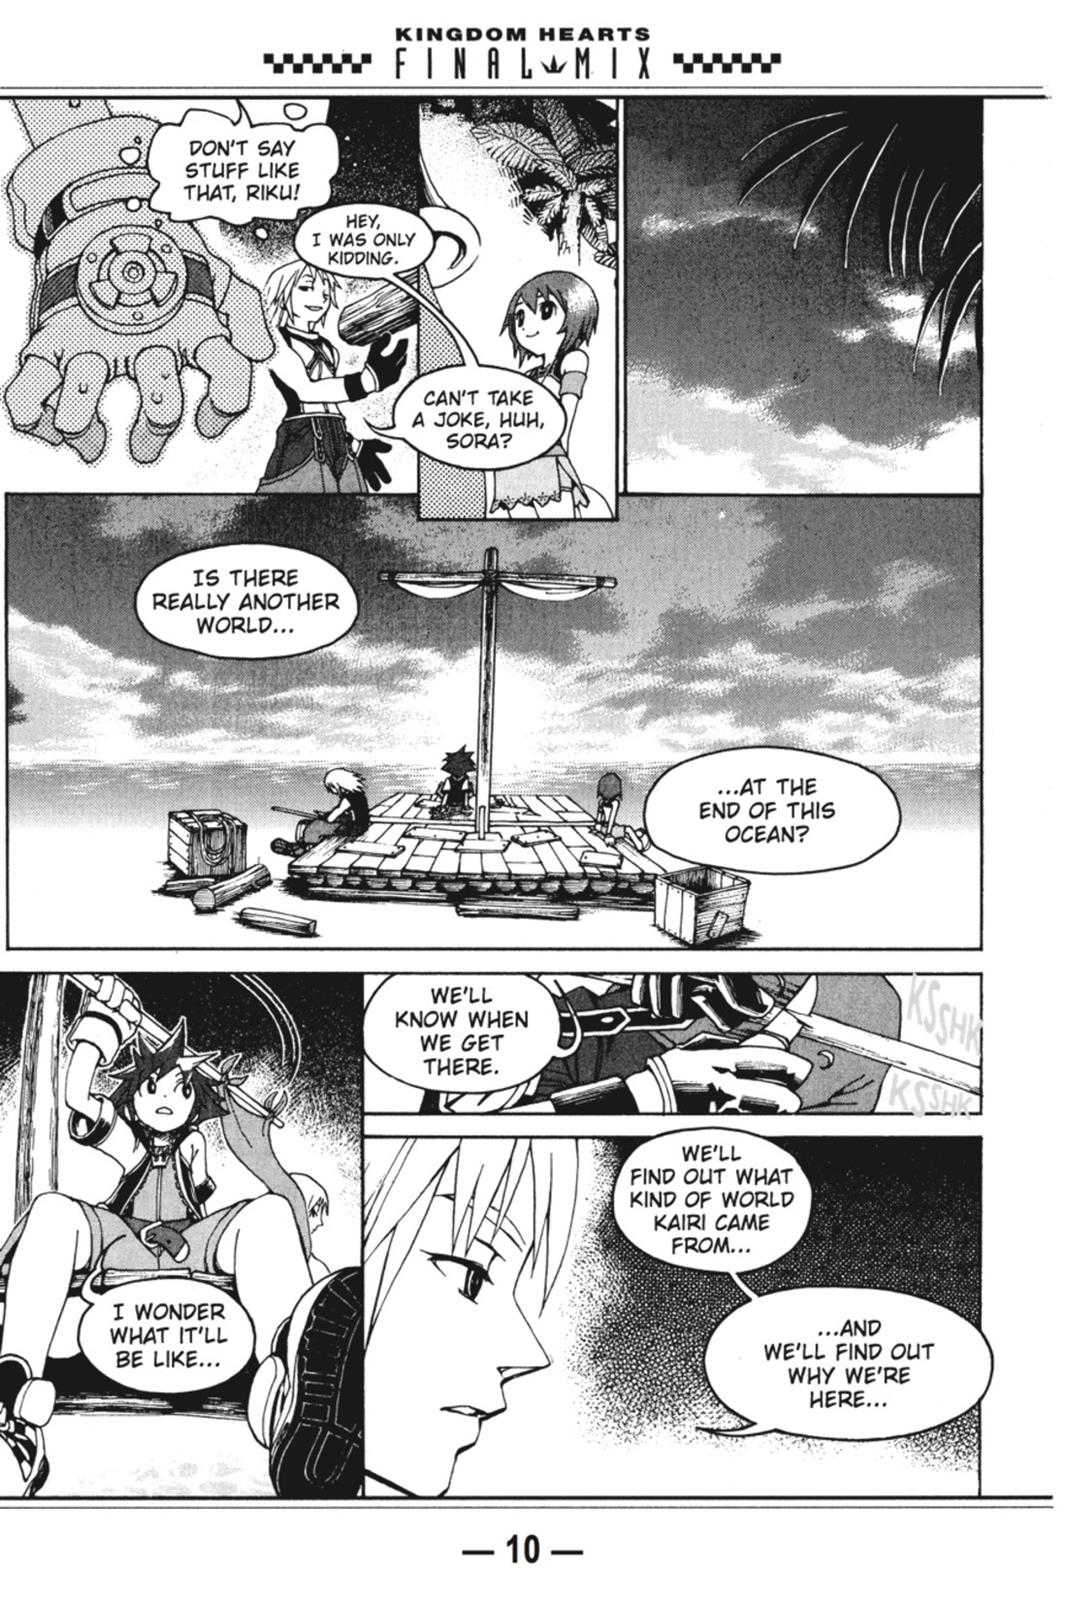 KINGDOM HEARTS
FINAL MIX
DON'T SAY
STUFF LIKE
THAT, RIKU!
HEY,
I WAS ONLY
KIDDING.
CAN'T TAKE
A JOKE, HUH,
SORA?
IS THERE
REALLY ANOTHER
WORLD...
...AT THE
END OF THIS
OCEAN?
I WONDER
WHAT IT'LL
BE LIKE...
WE'LL
KNOW WHEN
WE GET
THERE.
KSSHK
KSSHK
WE'LL
FIND OUT WHAT
KIND OF WORLD
KAIRI CAME
FROM...
...AND
WE'LL FIND OUT
WHY WE'RE
HERE...
— 10 —